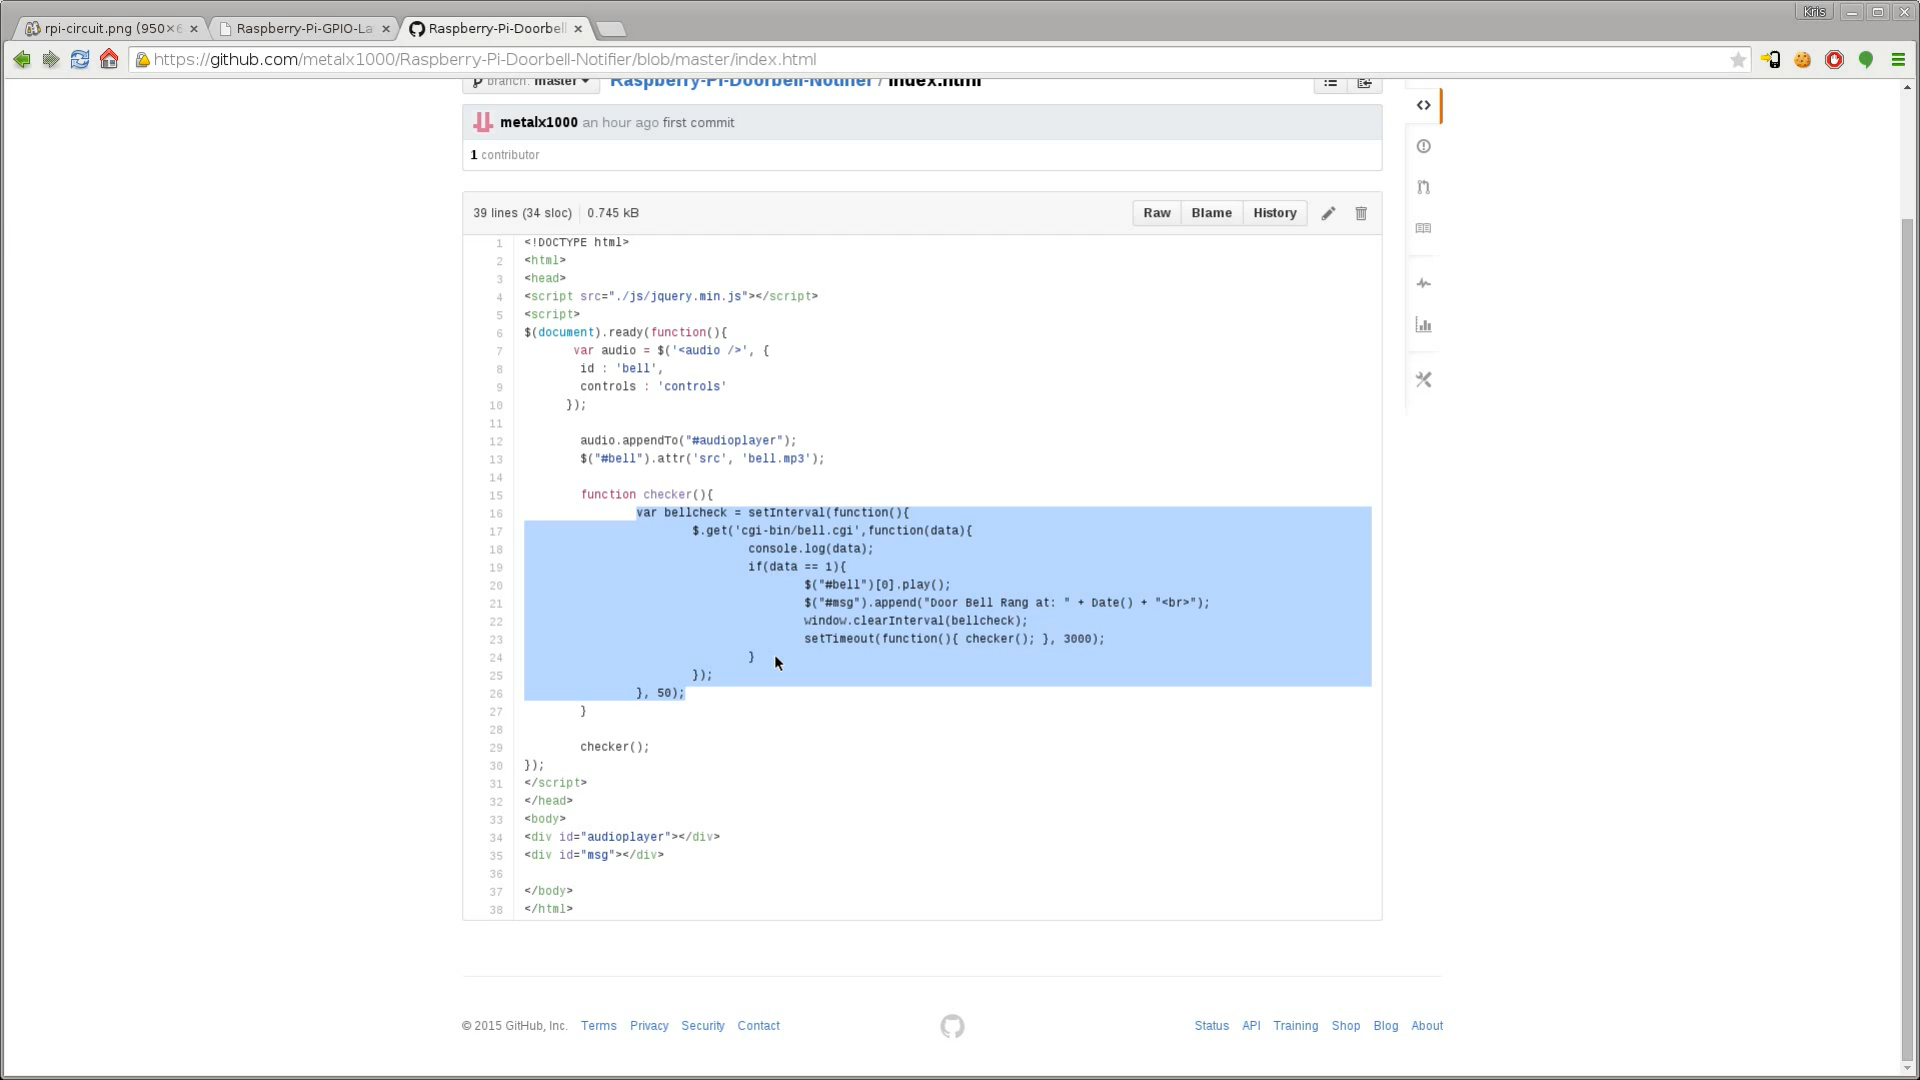 Kris
rpi-circuit.png (950×6
Raspberry-Pi-GPIO-La
Raspberry-Pi-Doorbell
https://github.com/metalx1000/Raspberry-Pi-Doorbell-Notifier/blob/master/index.html
branch: master
Raspberry-Pi-Doorbell-Notifier / index.html
metalx1000 an hour ago first commit
1 contributor
39 lines (34 sloc) 0.745 kB
Raw Blame History
1 <!DOCTYPE html>
2 <html>
3 <head>
4 <script src="./js/jquery.min.js"></script>
5 <script>
6 $(document).ready(function(){
7 var audio = $('<audio />', {
8 id : 'bell',
9 controls : 'controls'
10 });
11
12 audio.appendTo("#audioplayer");
13 $("#bell").attr('src', 'bell.mp3');
14
15 function checker(){
16 var bellcheck = setInterval(function(){
17 $.get('cgi-bin/bell.cgi',function(data){
18 console.log(data);
19 if(data == 1){
20 $("#bell")[0].play();
21 $("#msg").append("Door Bell Rang at: " + Date() + "<br>");
22 window.clearInterval(bellcheck);
23 setTimeout(function(){ checker(); }, 3000);
24 }
25 });
26 }, 50);
27 }
28
29 checker();
30 });
31 </script>
32 </head>
33 <body>
34 <div id="audioplayer"></div>
35 <div id="msg"></div>
36
37 </body>
38 </html>
© 2015 GitHub, Inc. Terms Privacy Security Contact
Status API Training Shop Blog About